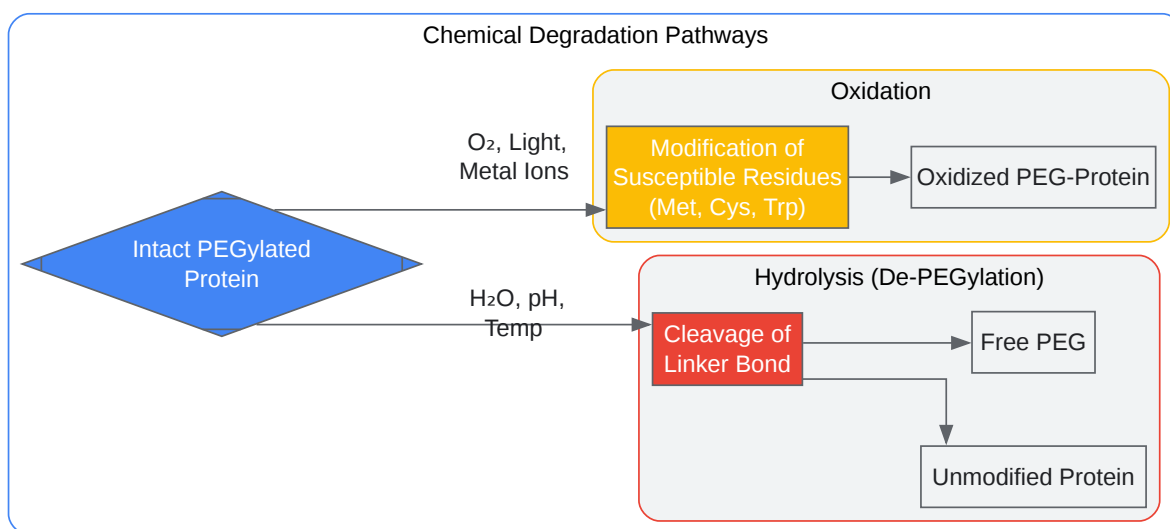 Chemical Degradation Pathways
Oxidation
O₂, Light,
Metal Ions
Modification of
Susceptible Residues
(Met, Cys, Trp)
Oxidized PEG-Protein
Intact PEGylated
Protein
Hydrolysis (De-PEGylation)
H₂O, pH,
Temp
Cleavage of
Linker Bond
Free PEG
Unmodified Protein